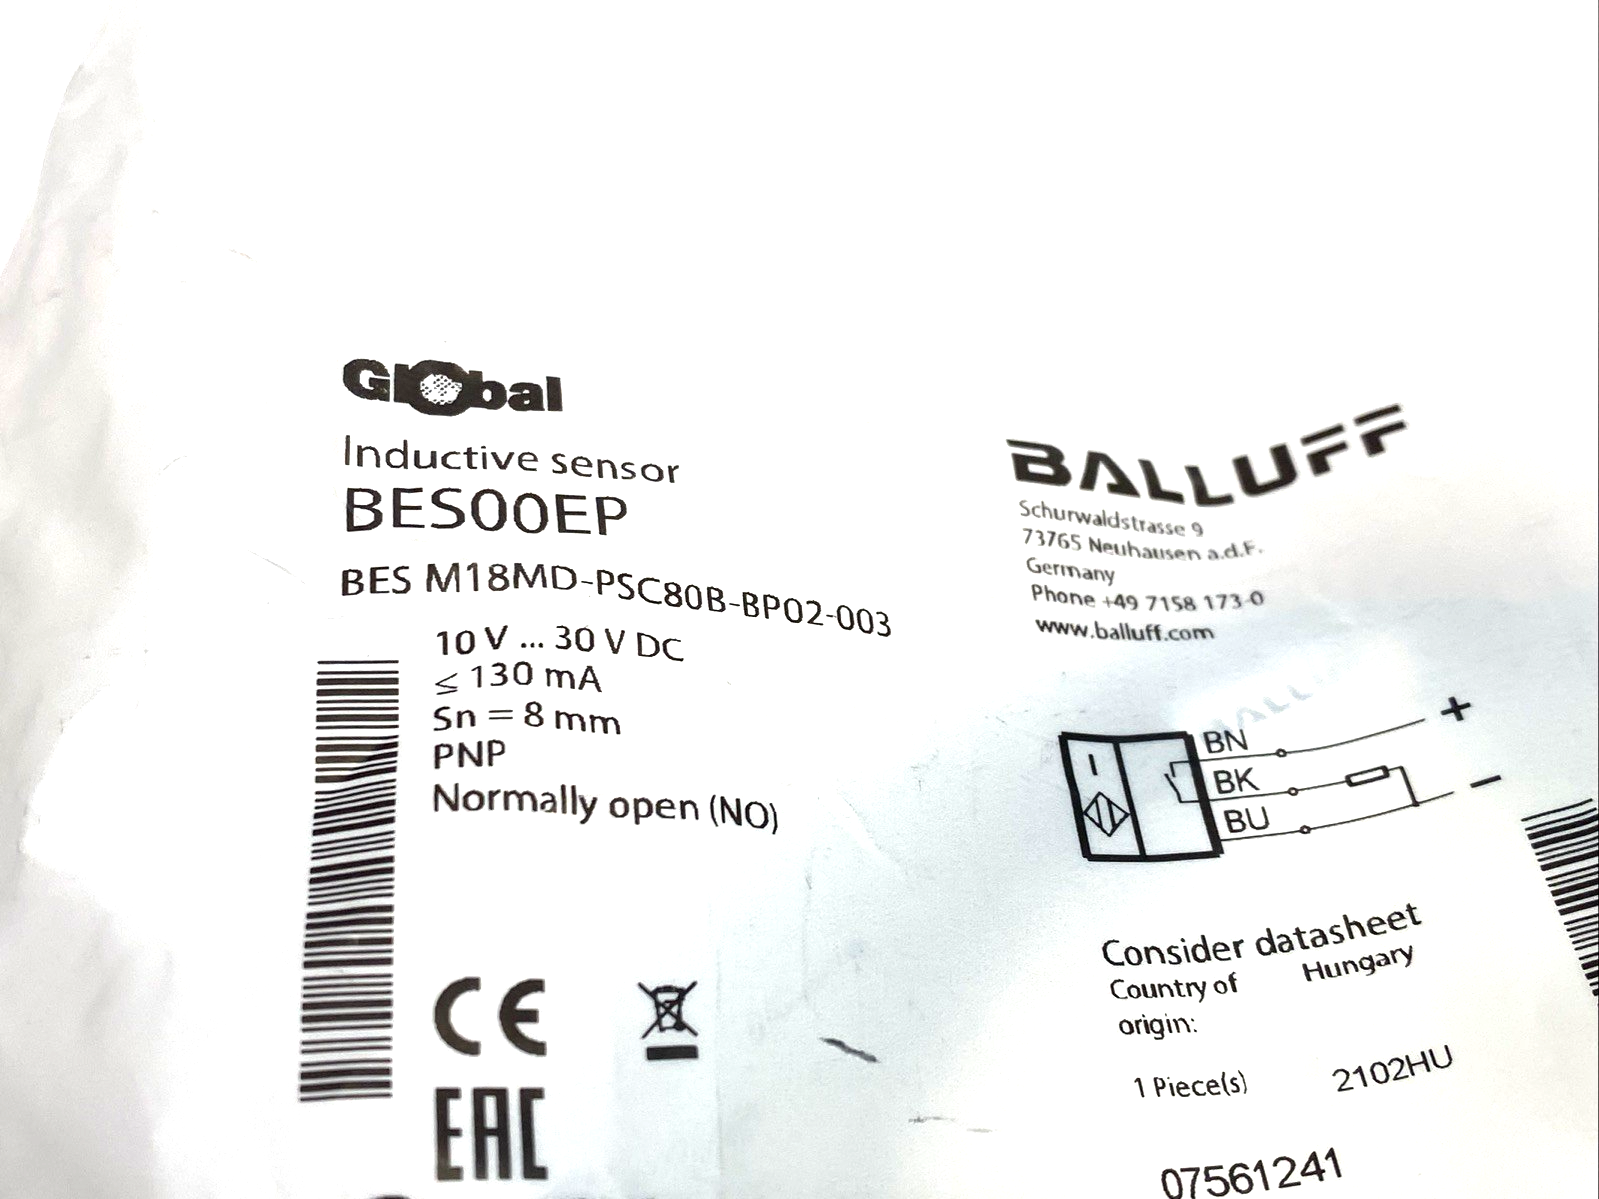 Global
Inductive sensor
BES00EP
BES M18MD-PSC80B-BP02-003
10 V ... 30 V DC
≤ 130 mA
Sn = 8 mm
PNP
Normally open (NO)
CE
EAC
BALLUFF
Schurwaldstrasse 9
73765 Neuhausen a.d.F.
Germany
Phone +49 7158 173-0
www.balluff.com
BALL
BN
+
BK
−
BU
Consider datasheet
Country of Hungary
origin:
1 Piece(s) 2102HU
07561241